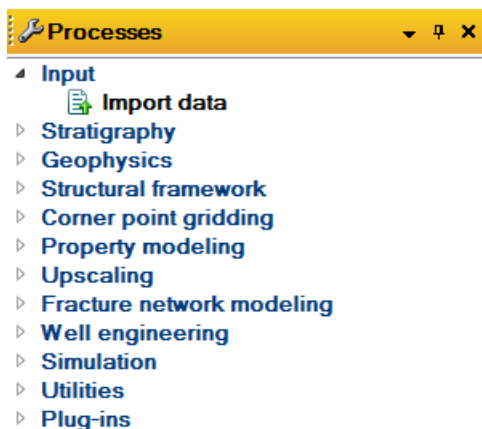 Processes
Input
Import data
Stratigraphy
Geophysics
Structural framework
Corner point gridding
Property modeling
Upscaling
Fracture network modeling
Well engineering
Simulation
Utilities
Plug-ins